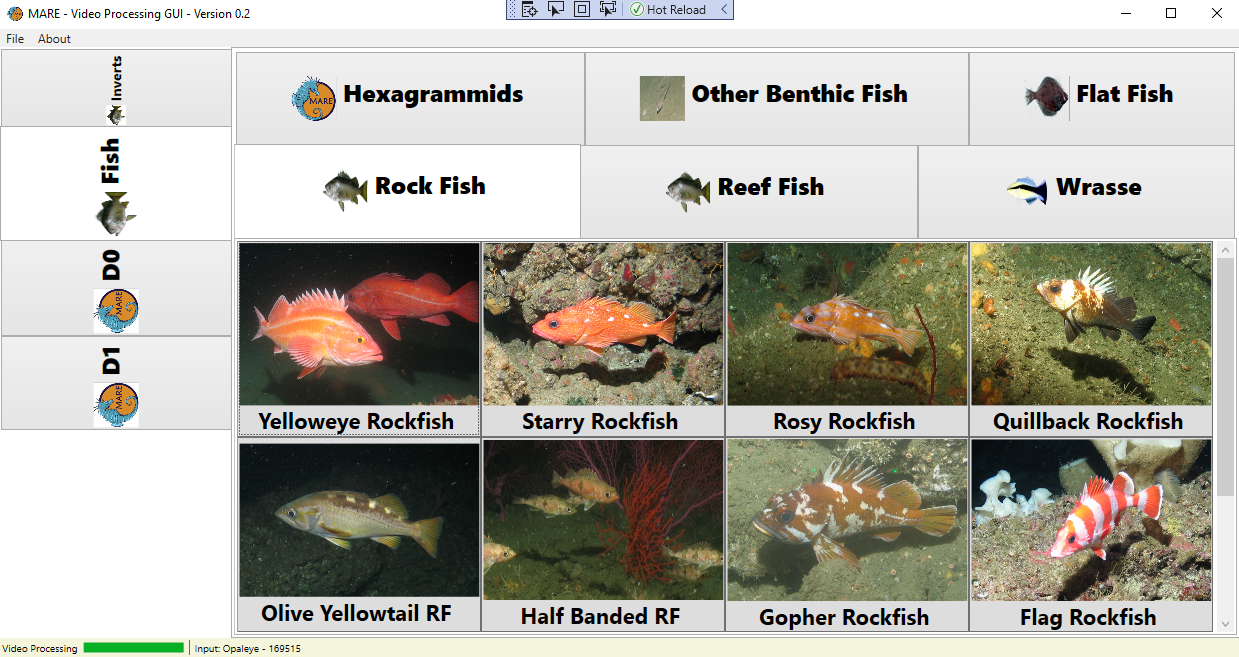 MARE - Video Processing GUI - Version 0.2
Hot Reload
File About
Inverts
Fish
D0
MARE
D1
MARE
MARE
Hexagrammids
Other Benthic Fish
Flat Fish
Rock Fish
Reef Fish
Wrasse
Yelloweye Rockfish
Starry Rockfish
Rosy Rockfish
Quillback Rockfish
Olive Yellowtail RF
Half Banded RF
Gopher Rockfish
Flag Rockfish
Video Processing
Input: Opaleye - 169515